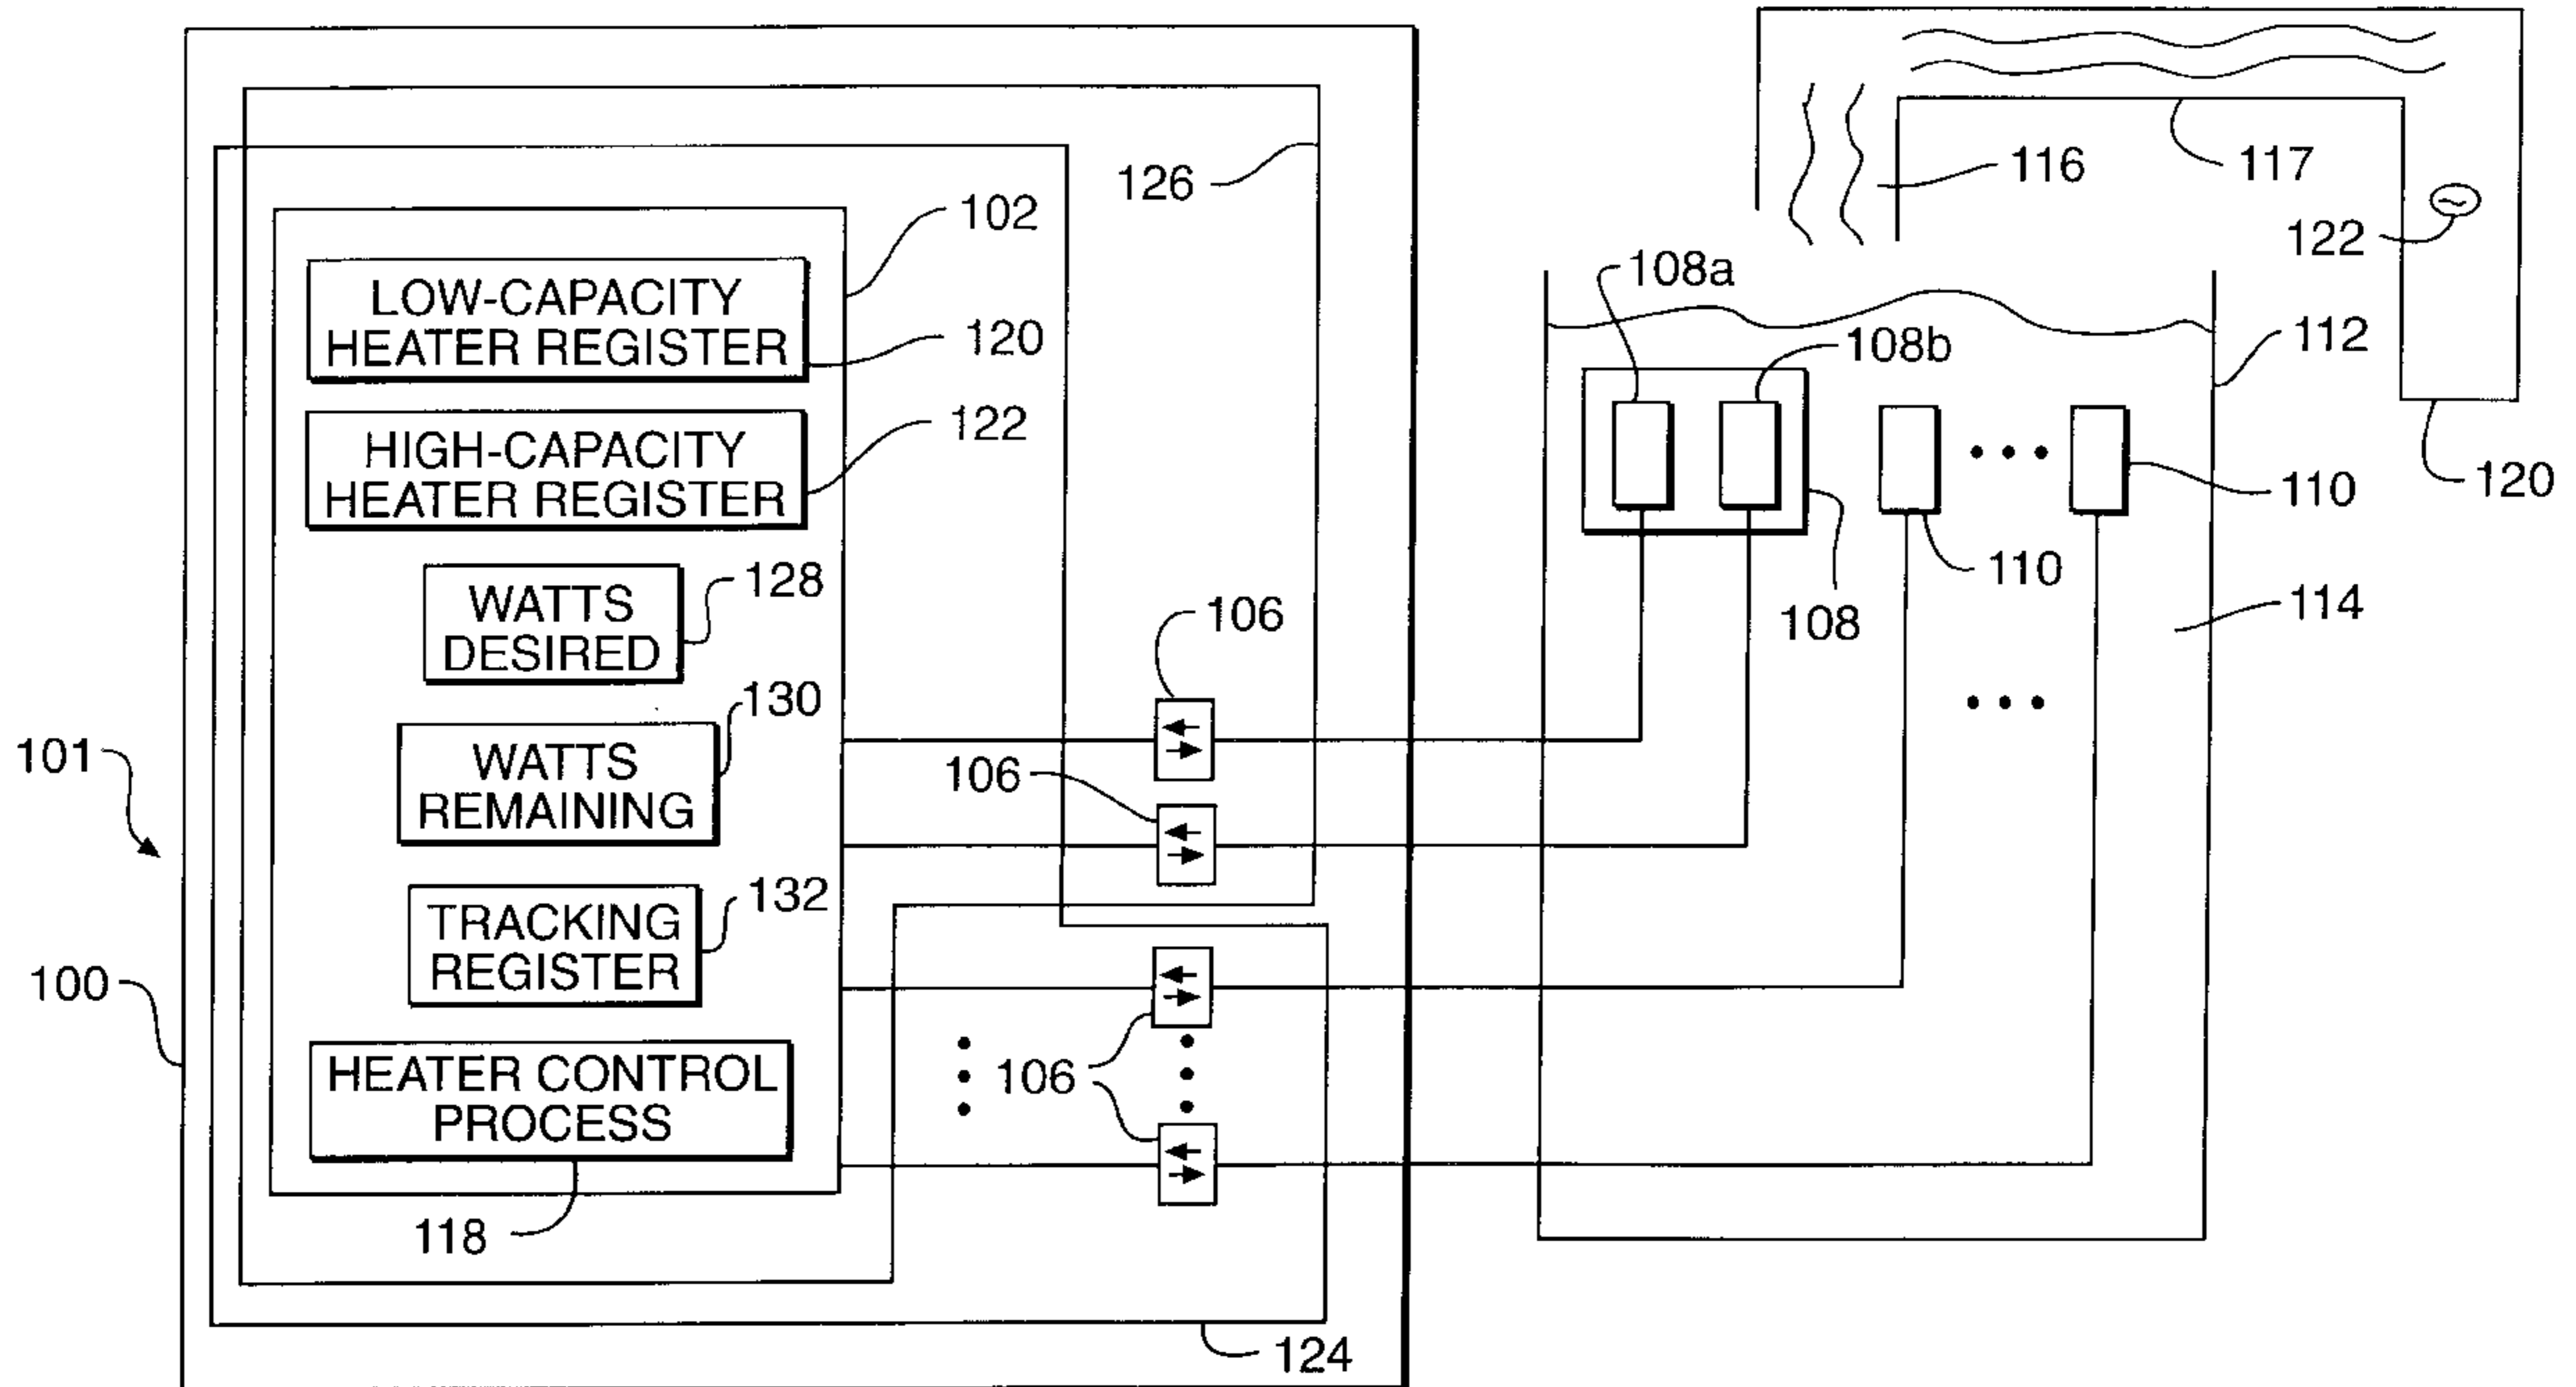 LOW-CAPACITY
HEATER REGISTER
HIGH-CAPACITY
HEATER REGISTER
WATTS
DESIRED
WATTS
REMAINING
TRACKING
REGISTER
HEATER CONTROL
PROCESS
118
101
100
102
120
122
128
130
132
126
106
106
106
124
108a
108b
108
110
110
116
117
122
112
120
114